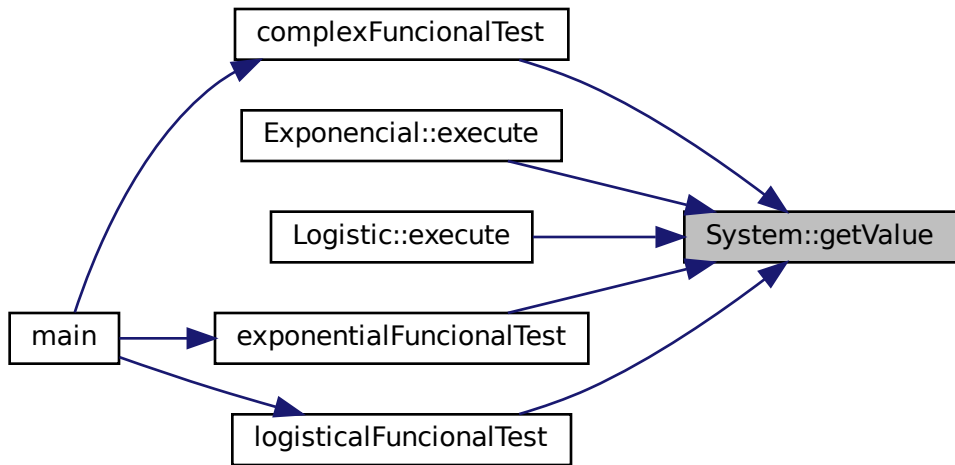 complexFuncionalTest
Exponencial::execute
System::getValue
Logistic::execute
main
exponentialFuncionalTest
logisticalFuncionalTest